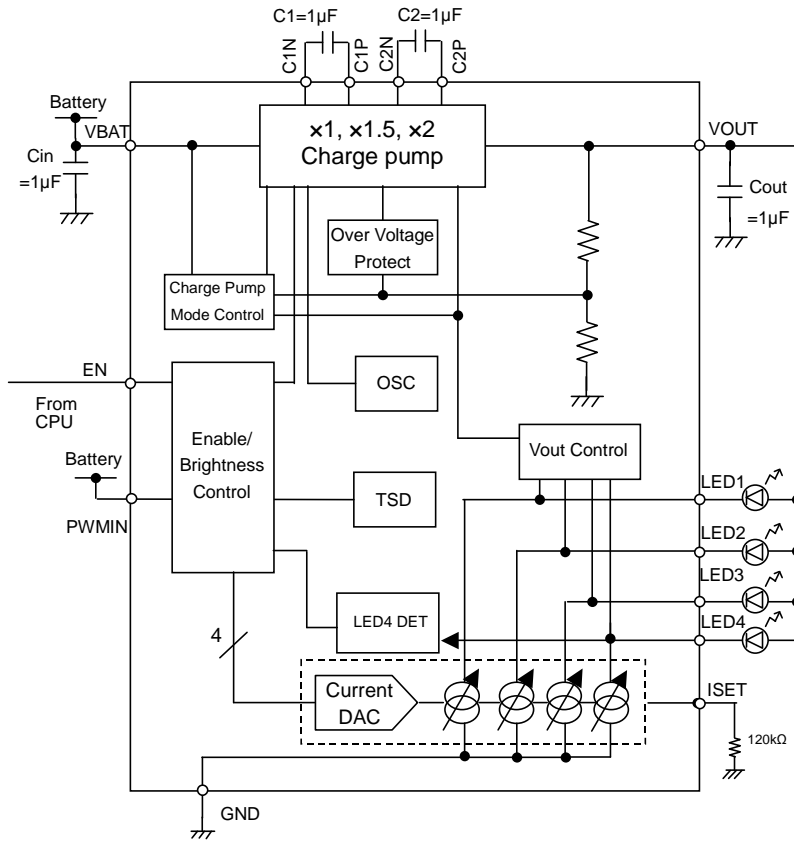 C1=1μF
C2=1μF
C1N
C1P
C2N
C2P
Battery
VBAT
×1, ×1.5, ×2
Charge pump
VOUT
Cin
=1μF
Cout
=1μF
Over Voltage
Protect
Charge Pump
Mode Control
EN
From
CPU
OSC
Enable/
Brightness
Control
Vout Control
Battery
PWMIN
TSD
LED1
LED2
LED3
LED4
LED4 DET
4
Current
DAC
ISET
120kΩ
GND